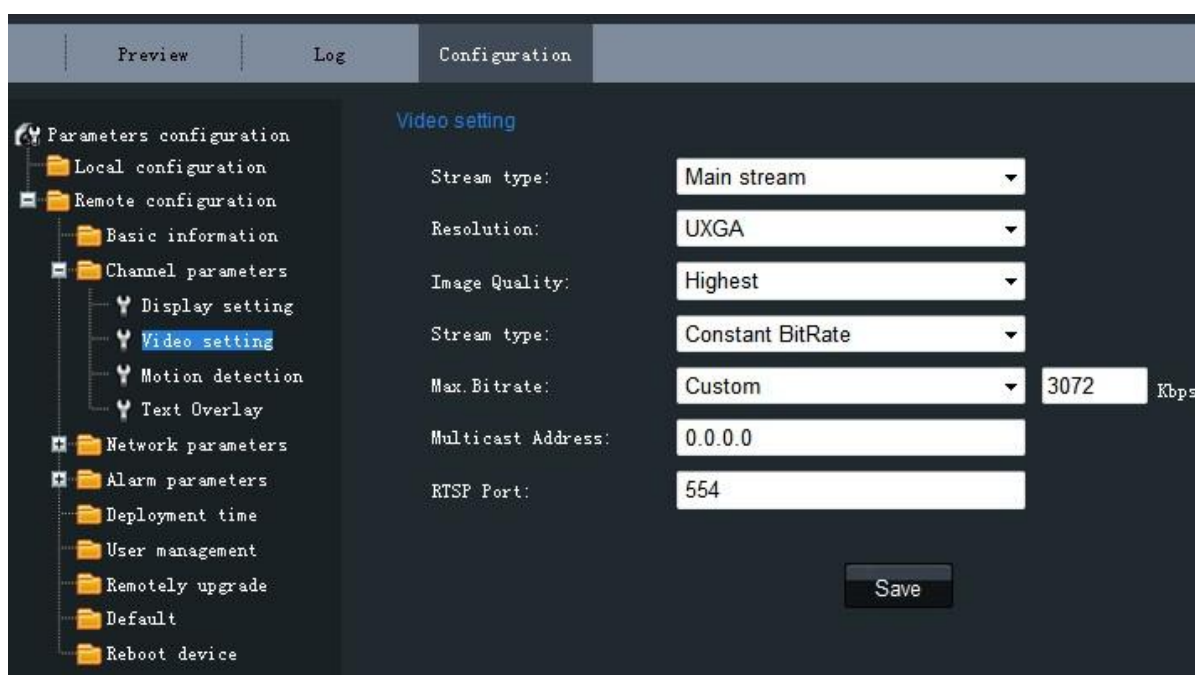 Preview Log Configuration
Parameters configuration
Local configuration
Remote configuration
Basic information
Channel parameters
Display setting
Video setting
Motion detection
Text Overlay
Network parameters
Alarm parameters
Deployment time
User management
Remotely upgrade
Default
Reboot device
Video setting
Stream type: Main stream
Resolution: UXGA
Image Quality: Highest
Stream type: Constant BitRate
Max.Bitrate: Custom 3072 Kbps
Multicast Address: 0.0.0.0
RTSP Port: 554
Save